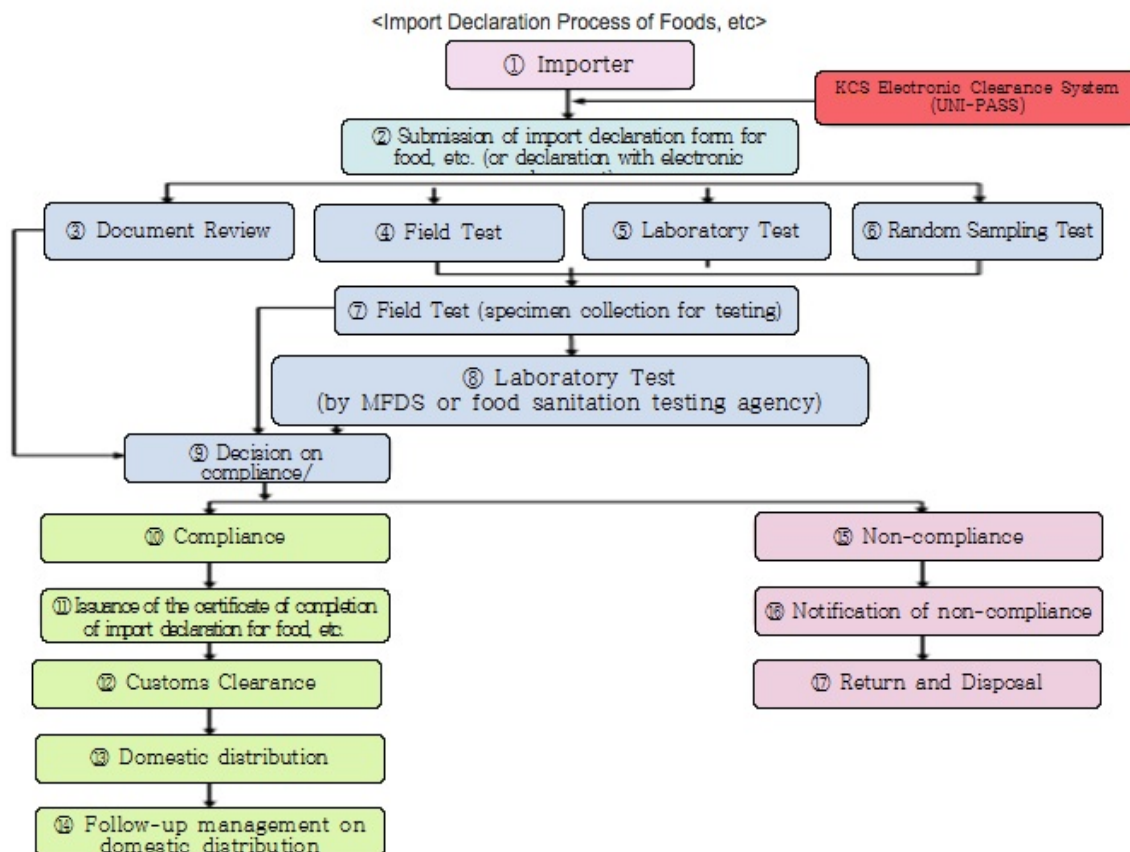 <Import Declaration Process of Foods, etc>
① Importer
KCS Electronic Clearance System
(UNI-PASS)
② Submission of import declaration form for
food, etc. (or declaration with electronic
③ Document Review
④ Field Test
⑤ Laboratory Test
⑥ Random Sampling Test
⑦ Field Test (specimen collection for testing)
⑧ Laboratory Test
(by MFDS or food sanitation testing agency)
⑨ Decision on
compliance/
⑩ Compliance
⑮ Non-compliance
⑪ Issuance of the certificate of completion
of import declaration for food, etc.
⑯ Notification of non-compliance
⑫ Customs Clearance
⑰ Return and Disposal
⑬ Domestic distribution
⑭ Follow-up management on
domestic distribution